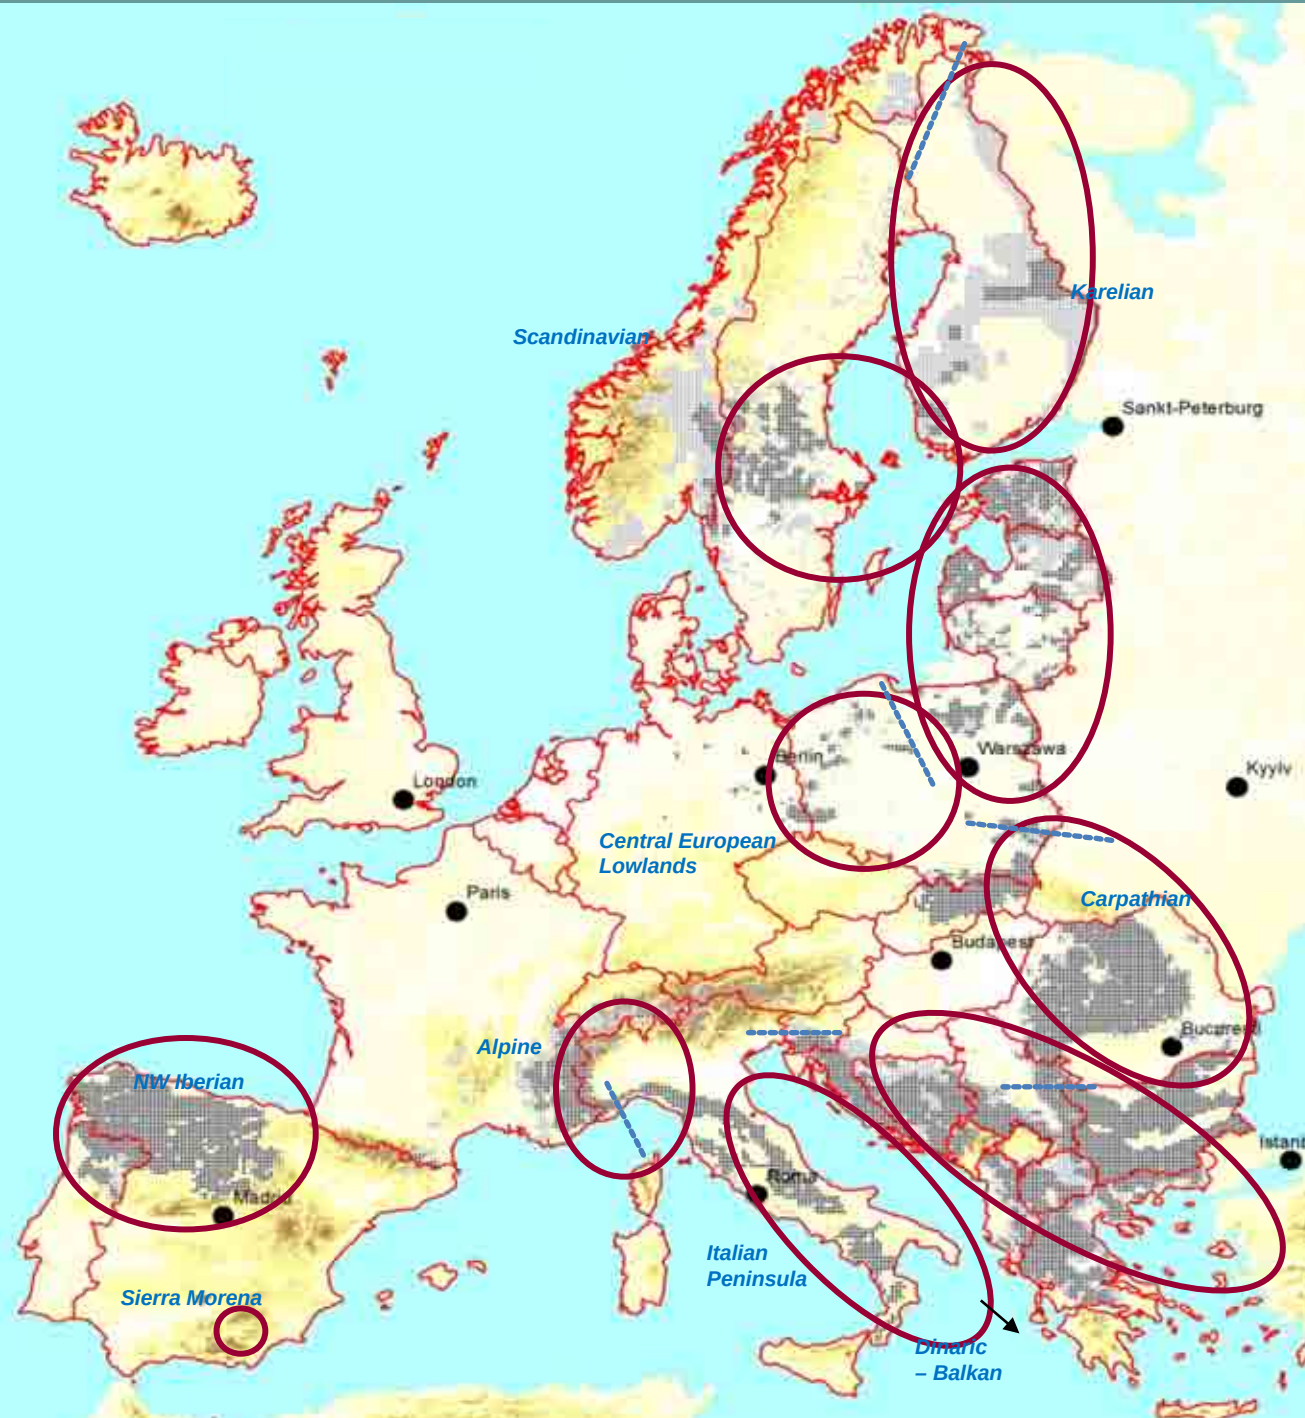 Karelian
Scandinavian
Sankt-Peterburg
Warszawa
Berlin
Kyyiv
London
Central European
Lowlands
Paris
Carpathian
Budapest
Bucuresti
Alpine
NW Iberian
Istan
Roma
Madrid
Italian
Peninsula
Sierra Morena
Dinaric
– Balkan